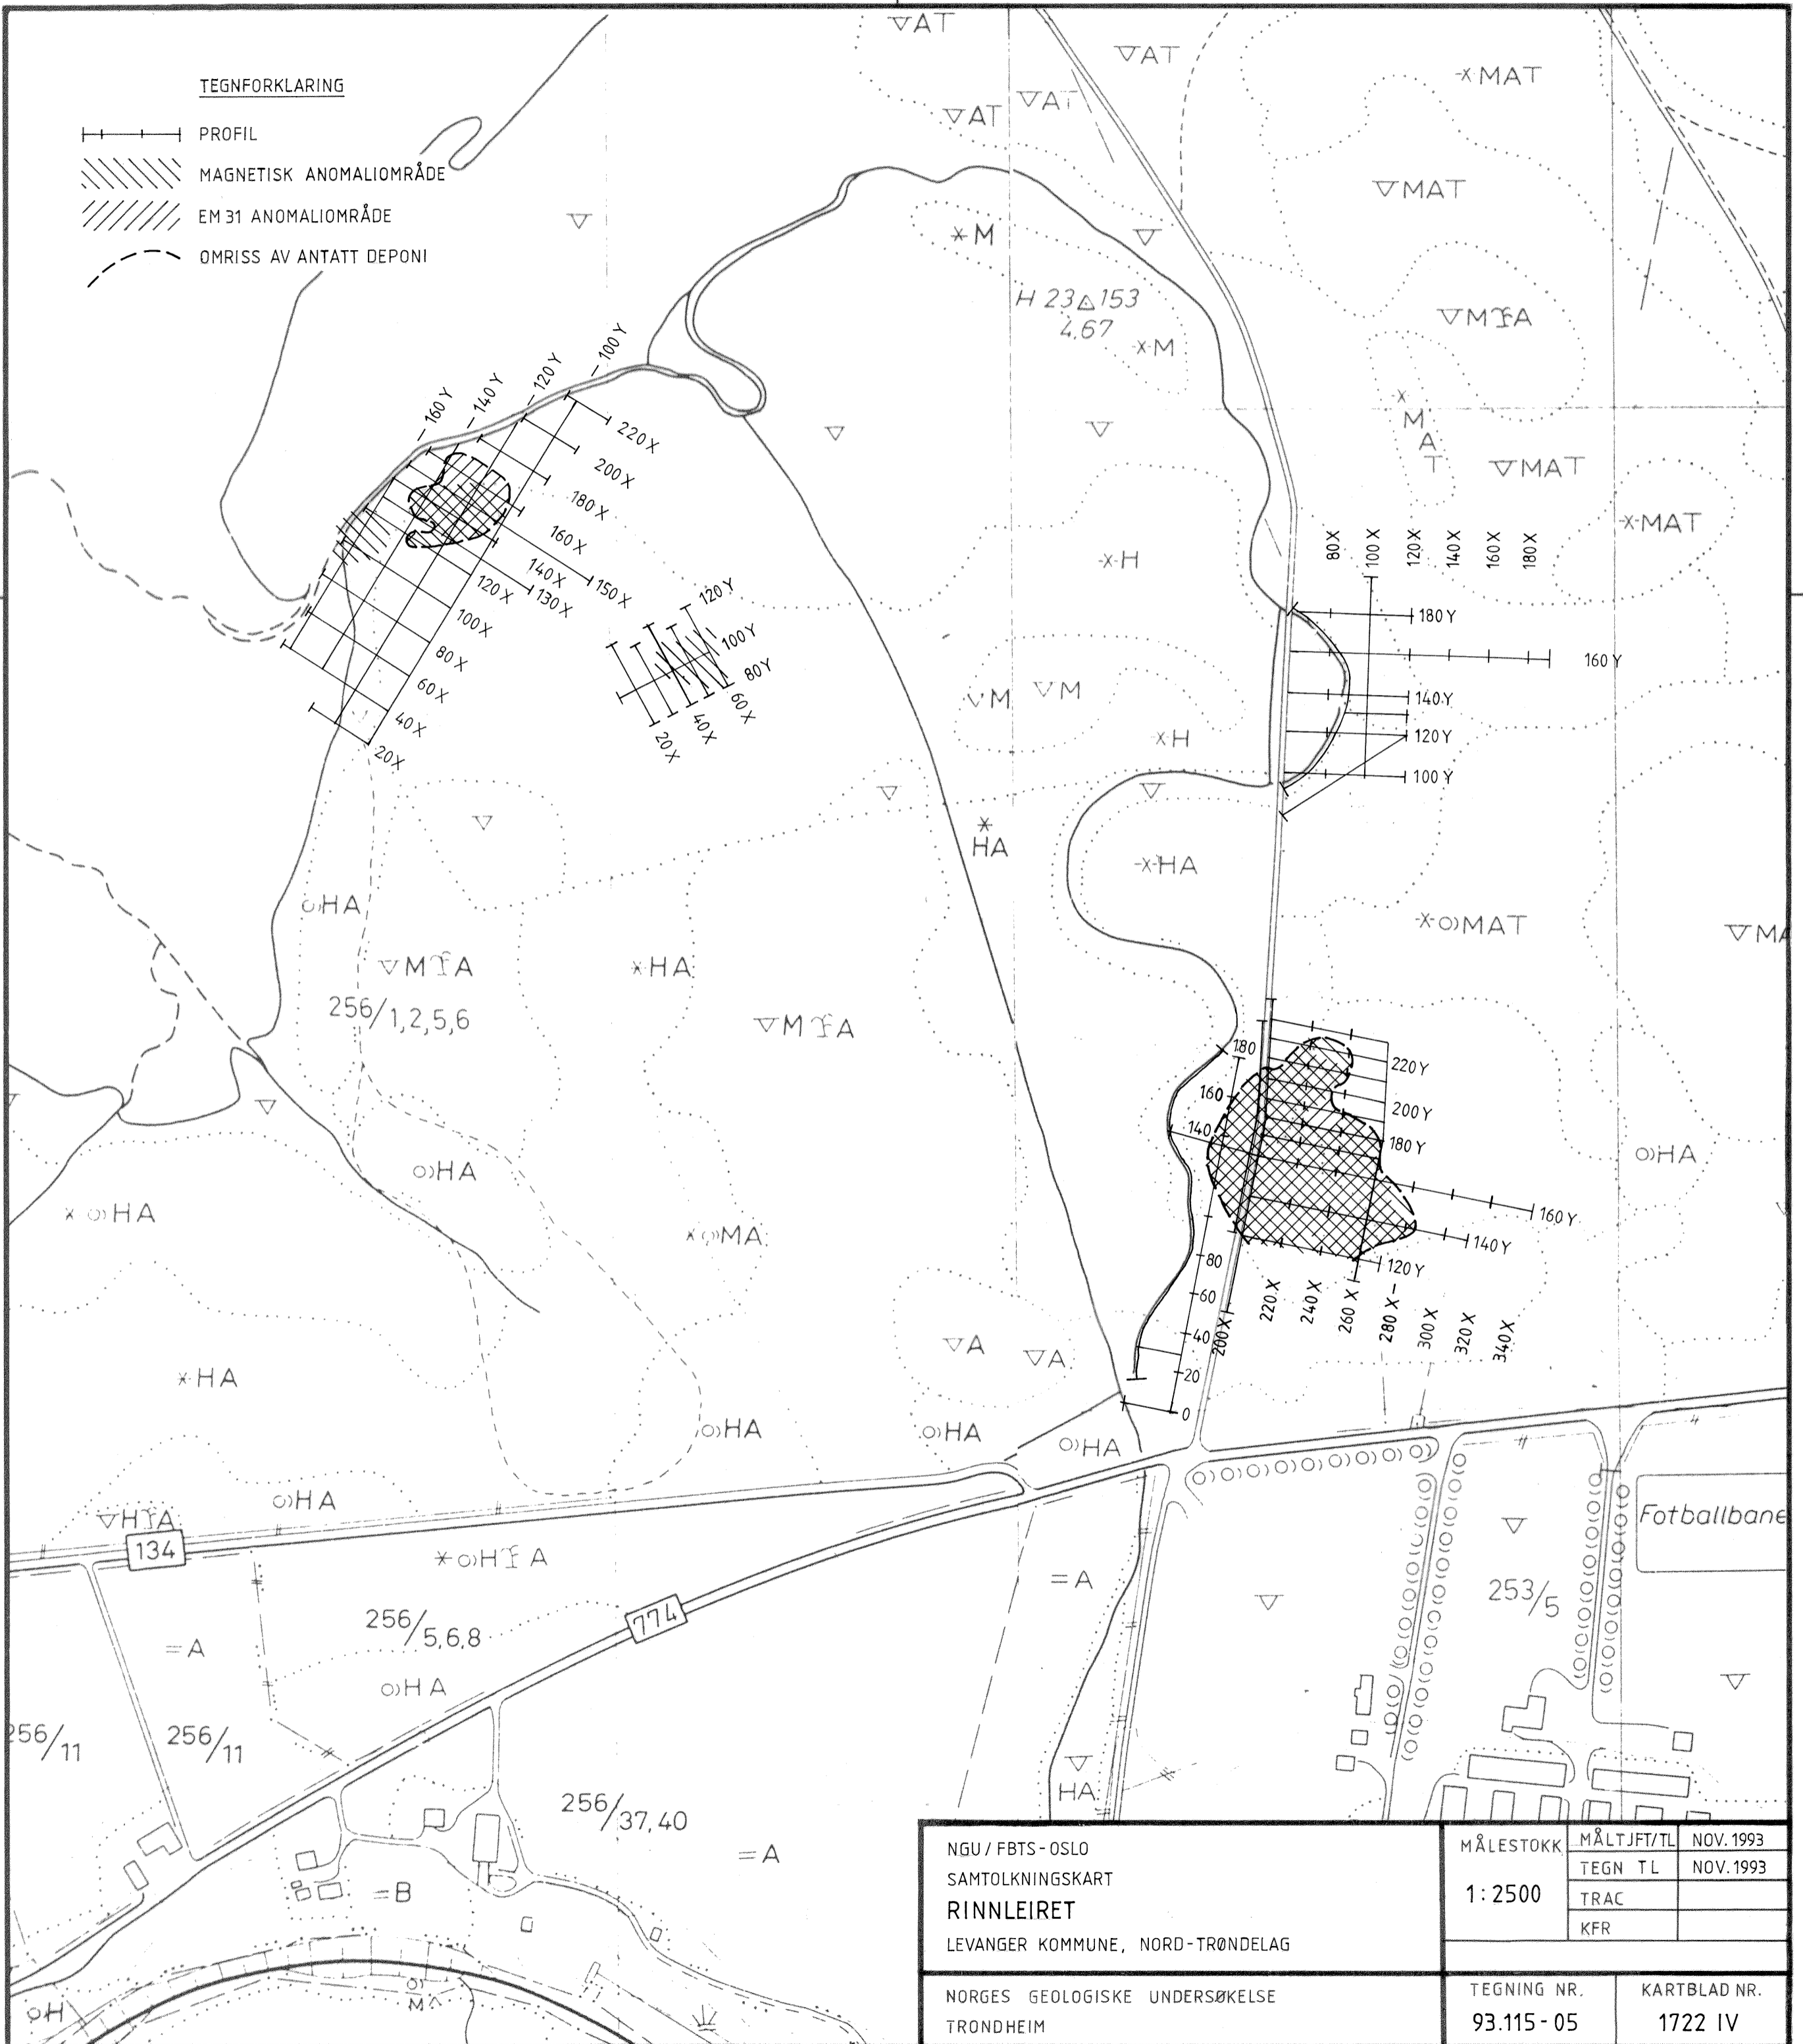 TEGNFORKLARING
PROFIL
MAGNETISK ANOMALIOMRÅDE
EM 31 ANOMALIOMRÅDE
OMRISS AV ANTATT DEPONI
AT
AT
AT
AT
MAT
MAT
M
H 23 153
4,67
M
M A
M
A
T
MAT
MAT
160 Y
140 Y
120 Y
100 Y
220 X
200 X
180 X
160 X
150 X
140 X
130 X
120 X
100 X
80 X
60 X
40 X
20 X
120 Y
100 Y
80 Y
60 X
40 X
20 X
H
M
M
H
80 X
100 X
120 X
140 X
160 X
180 X
180 Y
160 Y
140 Y
120 Y
100 Y
HA
HA
HA
MAT
MA
M A
256/1,2,5,6
HA
M A
180
160
140
80
60
40
20
0
220 Y
200 Y
180 Y
160 Y
140 Y
120 Y
200 X
220 X
240 X
260 X
280 X
300 X
320 X
340 X
HA
HA
HA
MA
A
A
HA
HA
HA
HA
HA
H A
134
H A
256/5,6,8
774
= A
HA
= A
256/11
256/11
256/37,40
= A
= B
HA
253/5
Fotballbane
H
M
NGU / FBTS - OSLO
SAMTOLKNINGSKART
RINNLEIRET
LEVANGER KOMMUNE, NORD-TRØNDELAG
MÅLESTOKK
1 : 2500
MÅLT JFT/TL NOV. 1993
TEGN TL NOV. 1993
TRAC
KFR
NORGES GEOLOGISKE UNDERSØKELSE
TRONDHEIM
TEGNING NR.
93.115 - 05
KARTBLAD NR.
1722 IV